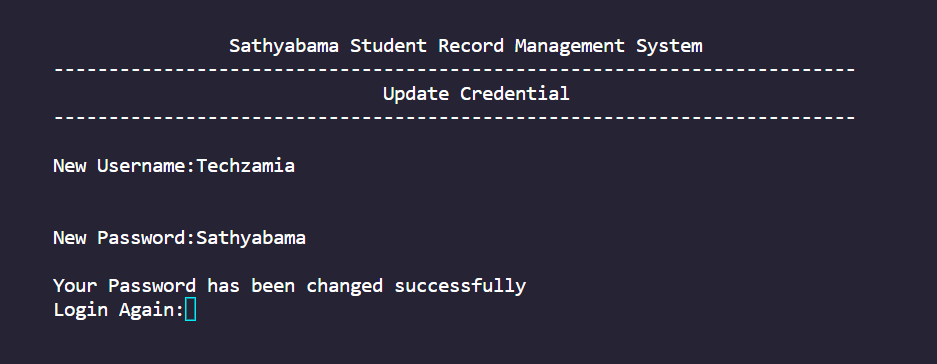 Sathyabama Student Record Management System
-------------------------------------------------------------------------
Update Credential
-------------------------------------------------------------------------
New Username:Techzamia
New Password:Sathyabama
Your Password has been changed successfully
Login Again: